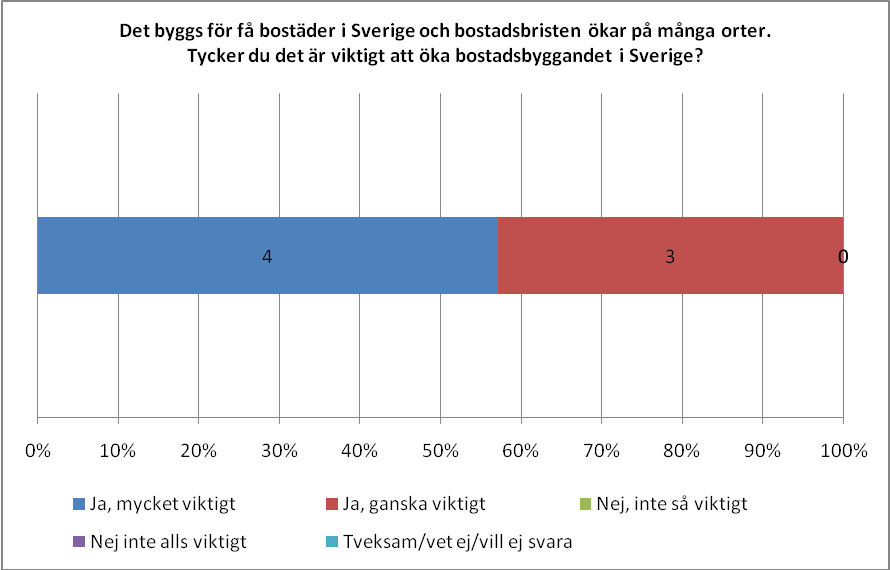 Det byggs för få bostäder i Sverige och bostadsbristen ökar på många orter.
Tycker du det är viktigt att öka bostadsbyggandet i Sverige?
4 3 0
0% 10% 20% 30% 40% 50% 60% 70% 80% 90% 100%
Ja, mycket viktigt Ja, ganska viktigt Nej, inte så viktigt
Nej inte alls viktigt Tveksam/vet ej/vill ej svara